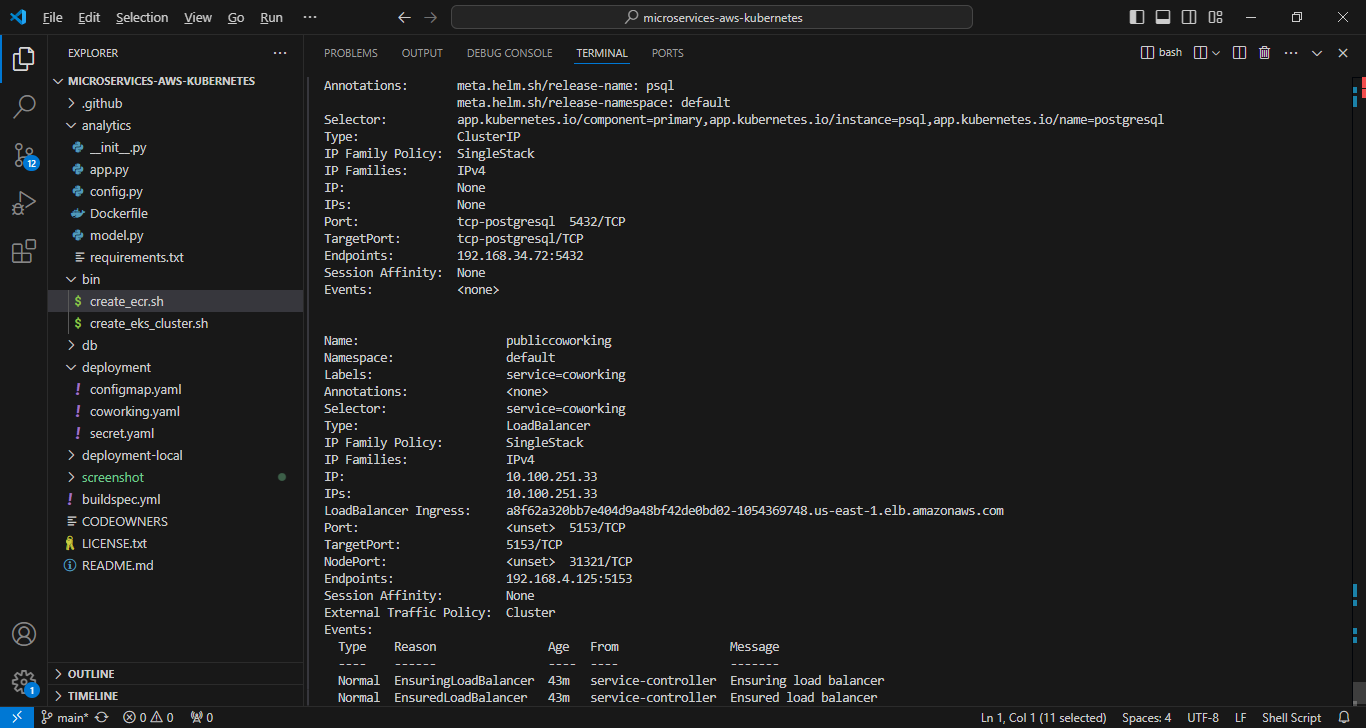 File Edit Selection View Go Run ··· microservices-aws-kubernetes
EXPLORER ···
MICROSERVICES-AWS-KUBERNETES
.github
analytics
__init__.py
app.py
config.py
Dockerfile
model.py
requirements.txt
bin
$ create_ecr.sh
$ create_eks_cluster.sh
db
deployment
! configmap.yaml
! coworking.yaml
! secret.yaml
deployment-local
screenshot
! buildspec.yml
CODEOWNERS
LICENSE.txt
README.md
OUTLINE
TIMELINE
12
1
PROBLEMS OUTPUT DEBUG CONSOLE TERMINAL PORTS bash ···
Annotations: meta.helm.sh/release-name: psql
meta.helm.sh/release-namespace: default
Selector: app.kubernetes.io/component=primary,app.kubernetes.io/instance=psql,app.kubernetes.io/name=postgresql
Type: ClusterIP
IP Family Policy: SingleStack
IP Families: IPv4
IP: None
IPs: None
Port: tcp-postgresql 5432/TCP
TargetPort: tcp-postgresql/TCP
Endpoints: 192.168.34.72:5432
Session Affinity: None
Events: <none>
Name: publiccoworking
Namespace: default
Labels: service=coworking
Annotations: <none>
Selector: service=coworking
Type: LoadBalancer
IP Family Policy: SingleStack
IP Families: IPv4
IP: 10.100.251.33
IPs: 10.100.251.33
LoadBalancer Ingress: a8f62a320bb7e404d9a48bf42de0bd02-1054369748.us-east-1.elb.amazonaws.com
Port: <unset> 5153/TCP
TargetPort: 5153/TCP
NodePort: <unset> 31321/TCP
Endpoints: 192.168.4.125:5153
Session Affinity: None
External Traffic Policy: Cluster
Events:
Type Reason Age From Message
---- ------ ---- ---- -------
Normal EnsuringLoadBalancer 43m service-controller Ensuring load balancer
Normal EnsuredLoadBalancer 43m service-controller Ensured load balancer
main* 0 0 0 Ln 1, Col 1 (11 selected) Spaces: 4 UTF-8 LF Shell Script